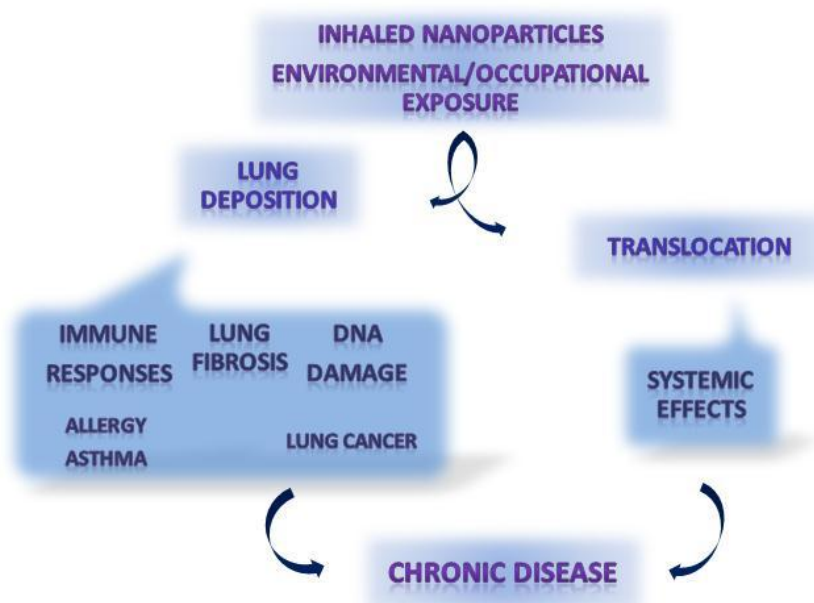 INHALED NANOPARTICLES
ENVIRONMENTAL/OCCUPATIONAL
EXPOSURE
LUNG
DEPOSITION
TRANSLOCATION
IMMUNE
RESPONSES
ALLERGY
ASTHMA
LUNG
FIBROSIS
DNA
DAMAGE
LUNG CANCER
SYSTEMIC
EFFECTS
CHRONIC DISEASE